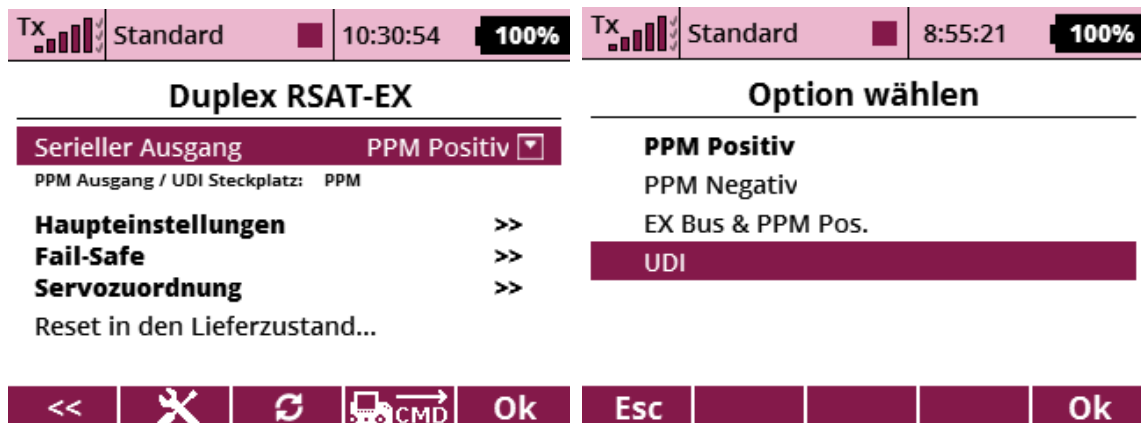 Tx Standard 10:30:54 100%
Duplex RSAT-EX
Serieller Ausgang PPM Positiv
PPM Ausgang / UDI Steckplatz: PPM
Haupteinstellungen >>
Fail-Safe >>
Servozuordnung >>
Reset in den Lieferzustand...
<< CMD Ok
Tx Standard 8:55:21 100%
Option wählen
PPM Positiv
PPM Negativ
EX Bus & PPM Pos.
UDI
Esc Ok